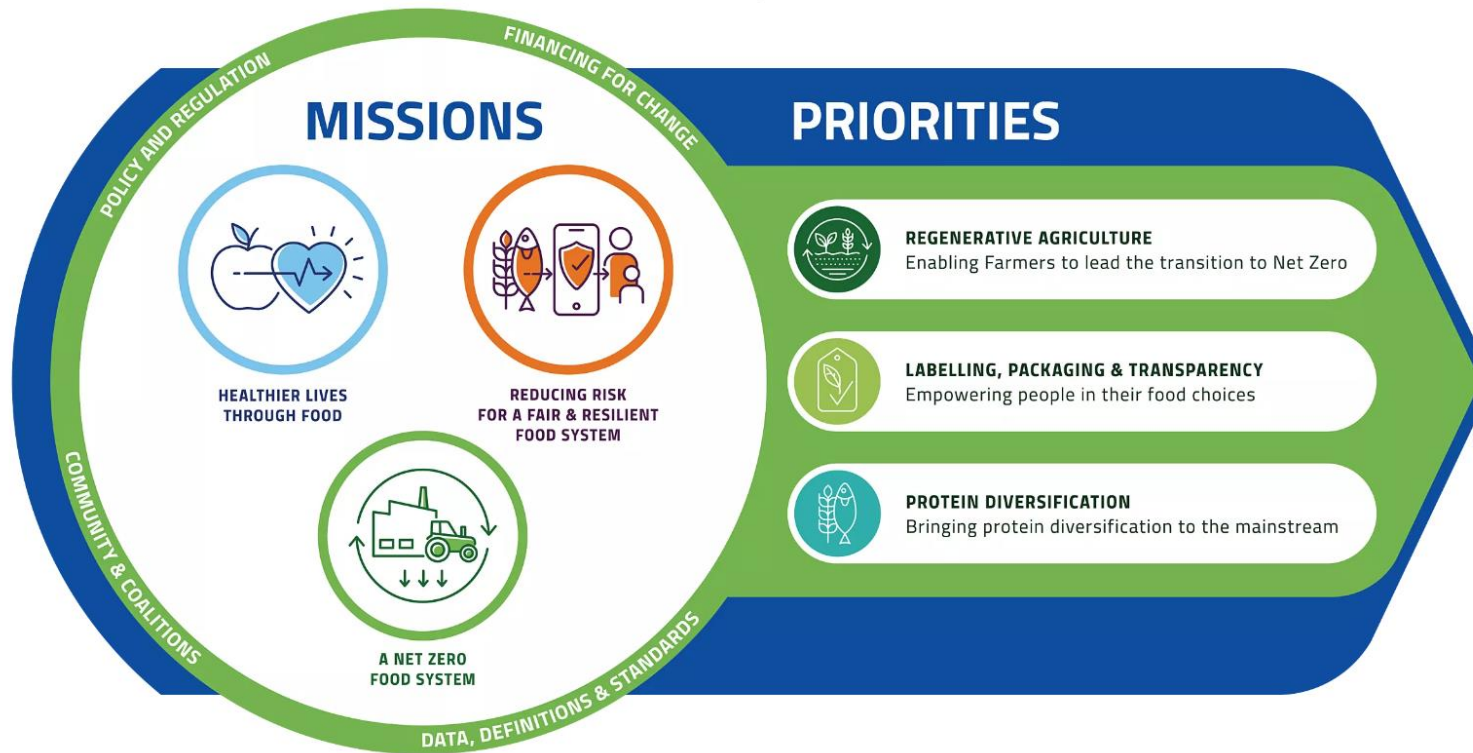 POLICY AND REGULATION
FINANCING FOR CHANGE
COMMUNITY & COALITIONS
DATA, DEFINITIONS & STANDARDS
MISSIONS
HEALTHIER LIVES
THROUGH FOOD
REDUCING RISK
FOR A FAIR & RESILIENT
FOOD SYSTEM
A NET ZERO
FOOD SYSTEM
PRIORITIES
REGENERATIVE AGRICULTURE
Enabling Farmers to lead the transition to Net Zero
LABELLING, PACKAGING & TRANSPARENCY
Empowering people in their food choices
PROTEIN DIVERSIFICATION
Bringing protein diversification to the mainstream